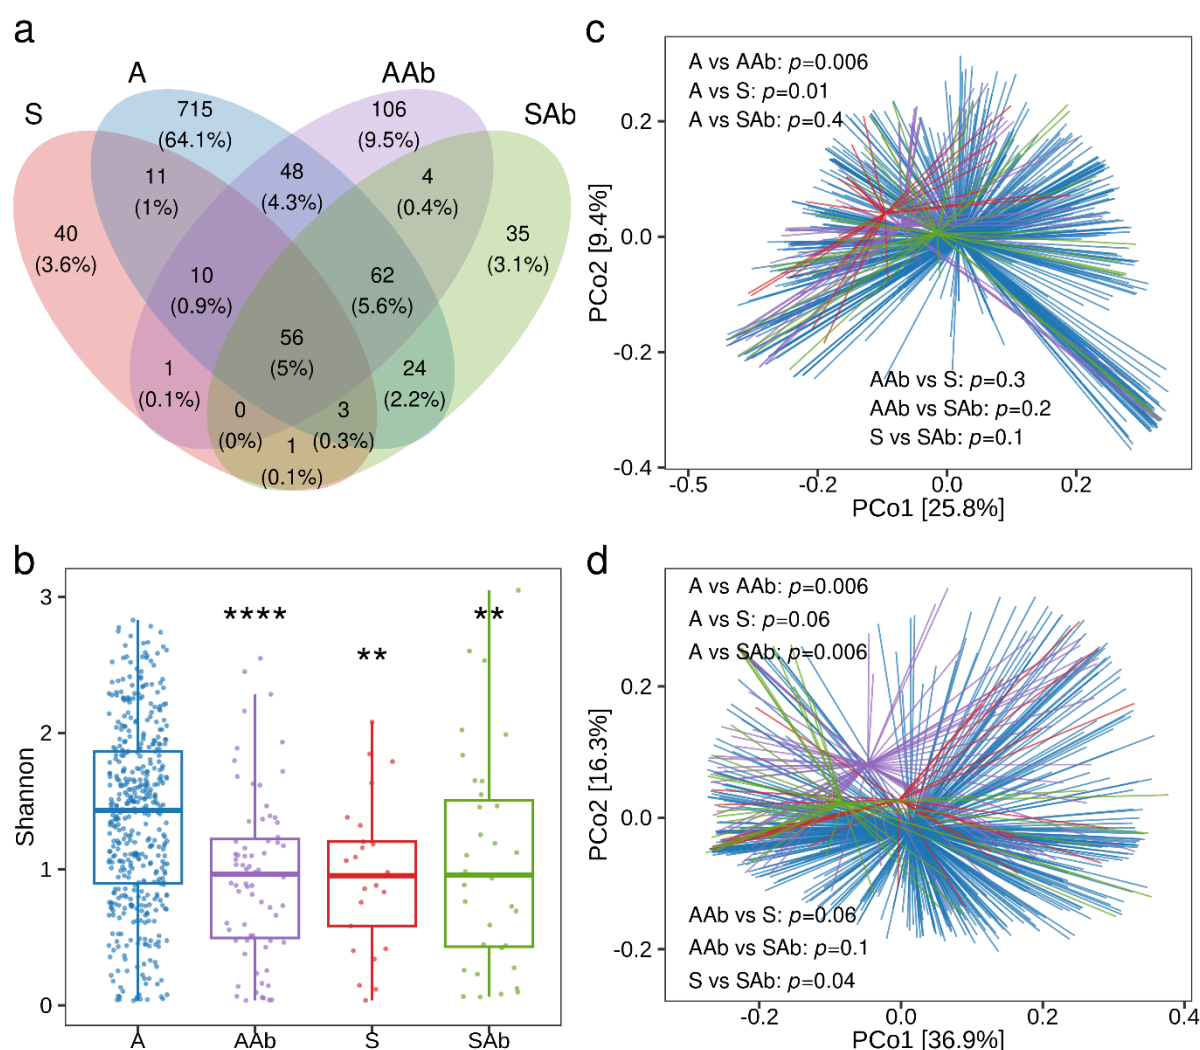 a
S
A
AAb
SAb
715
(64.1%)
106
(9.5%)
11
(1%)
48
(4.3%)
4
(0.4%)
40
(3.6%)
35
(3.1%)
10
(0.9%)
62
(5.6%)
56
(5%)
1
(0.1%)
24
(2.2%)
0
(0%)
3
(0.3%)
1
(0.1%)
b
Shannon
3
2
1
0
****
**
**
A
AAb
S
SAb
c
A vs AAb: p=0.006
A vs S: p=0.01
A vs SAb: p=0.4
AAb vs S: p=0.3
AAb vs SAb: p=0.2
S vs SAb: p=0.1
PCo2 [9.4%]
0.2
0.0
-0.2
-0.4
-0.5
-0.2
0.0
0.2
PCo1 [25.8%]
d
A vs AAb: p=0.006
A vs S: p=0.06
A vs SAb: p=0.006
AAb vs S: p=0.06
AAb vs SAb: p=0.1
S vs SAb: p=0.04
PCo2 [16.3%]
0.2
0.0
-0.2
-0.2
0.0
0.2
0.4
PCo1 [36.9%]